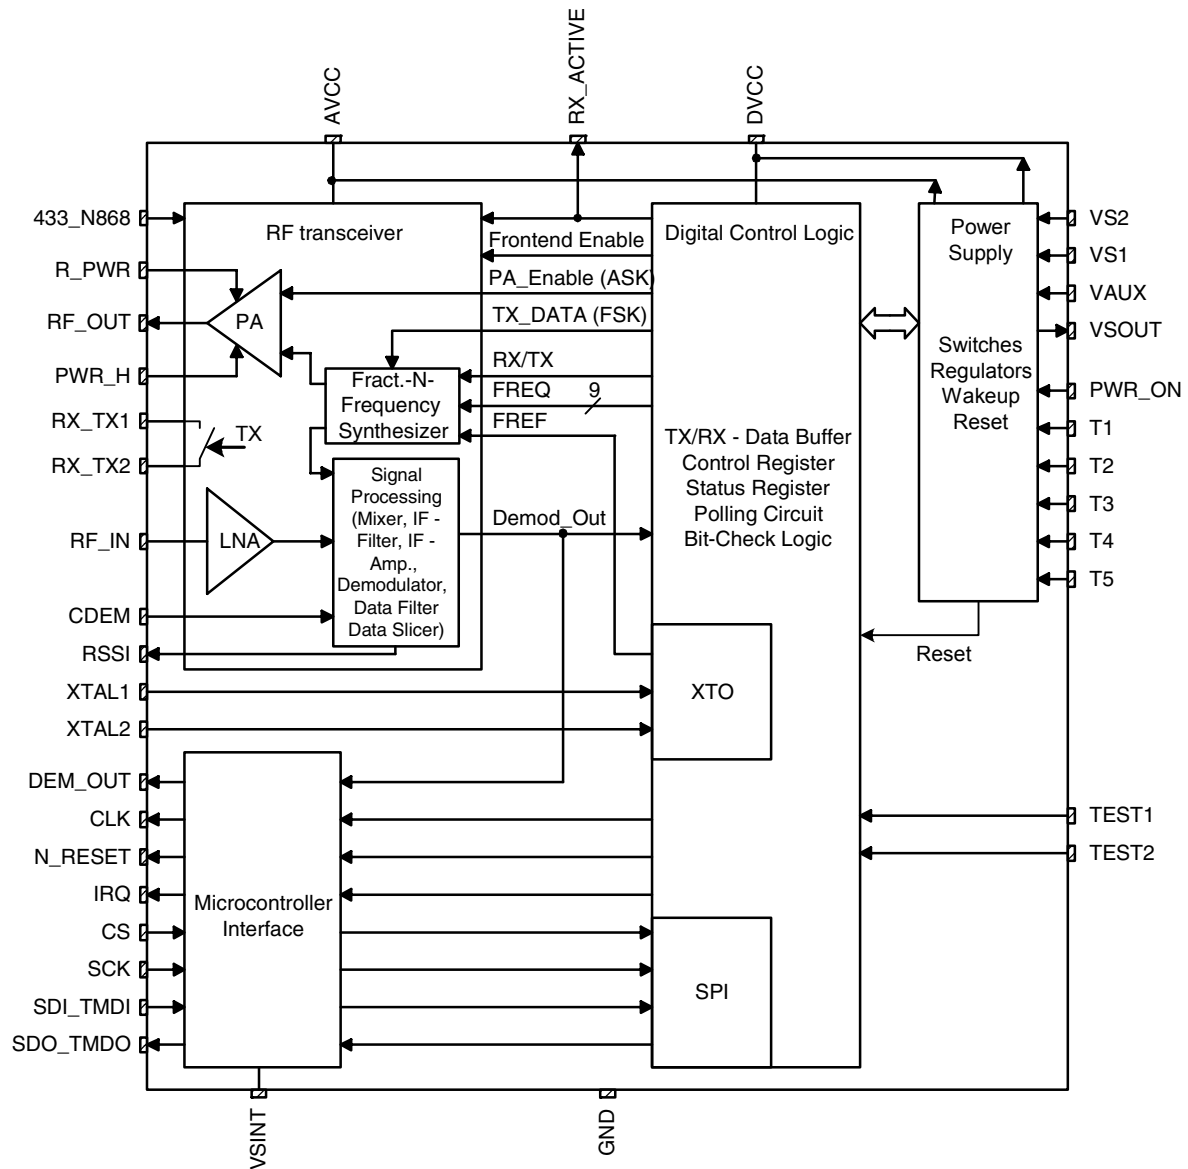 AVCC
RX_ACTIVE
DVCC
433_N868
R_PWR
RF_OUT
PWR_H
RX_TX1
RX_TX2
RF_IN
CDEM
RSSI
XTAL1
XTAL2
DEM_OUT
CLK
N_RESET
IRQ
CS
SCK
SDI_TMDI
SDO_TMDO
RF transceiver
PA
TX
LNA
Fract.-N-
Frequency
Synthesizer
Signal
Processing
(Mixer, IF -
Filter, IF -
Amp.,
Demodulator,
Data Filter
Data Slicer)
Frontend Enable
PA_Enable (ASK)
TX_DATA (FSK)
RX/TX
FREQ
9
FREF
Demod_Out
Digital Control Logic
TX/RX - Data Buffer
Control Register
Status Register
Polling Circuit
Bit-Check Logic
XTO
SPI
Microcontroller
Interface
Power
Supply
Switches
Regulators
Wakeup
Reset
Reset
VS2
VS1
VAUX
VSOUT
PWR_ON
T1
T2
T3
T4
T5
TEST1
TEST2
VSINT
GND